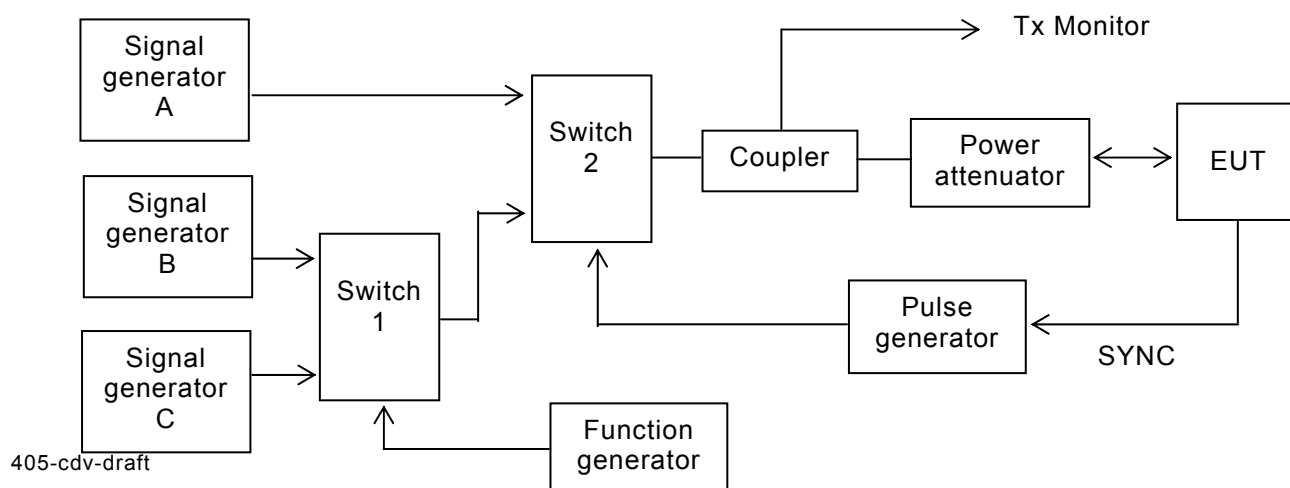 Tx Monitor
Signal
generator
A
Switch
2
Coupler
Power
attenuator
EUT
Signal
generator
B
Switch
1
Pulse
generator
SYNC
Signal
generator
C
Function
generator
405-cdv-draft